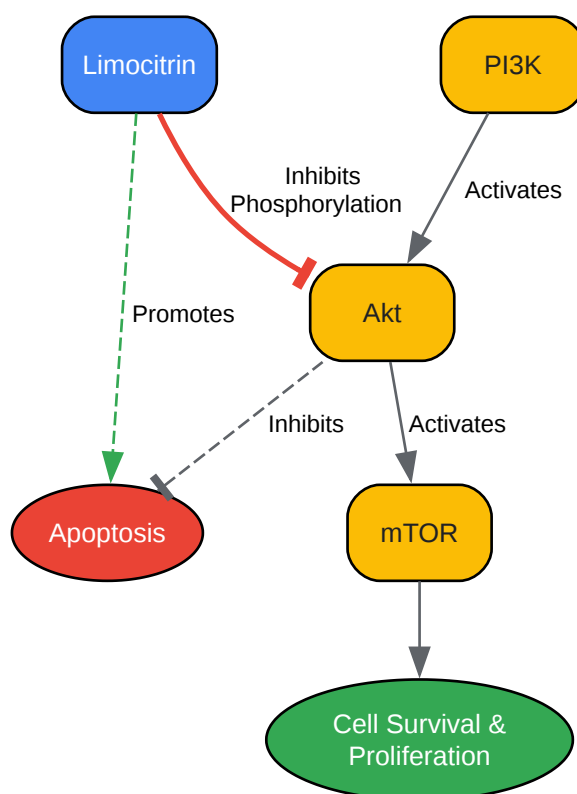 Limocitrin
PI3K
Inhibits
Phosphorylation
Activates
Akt
Promotes
Inhibits
Activates
Apoptosis
mTOR
Cell Survival &
Proliferation